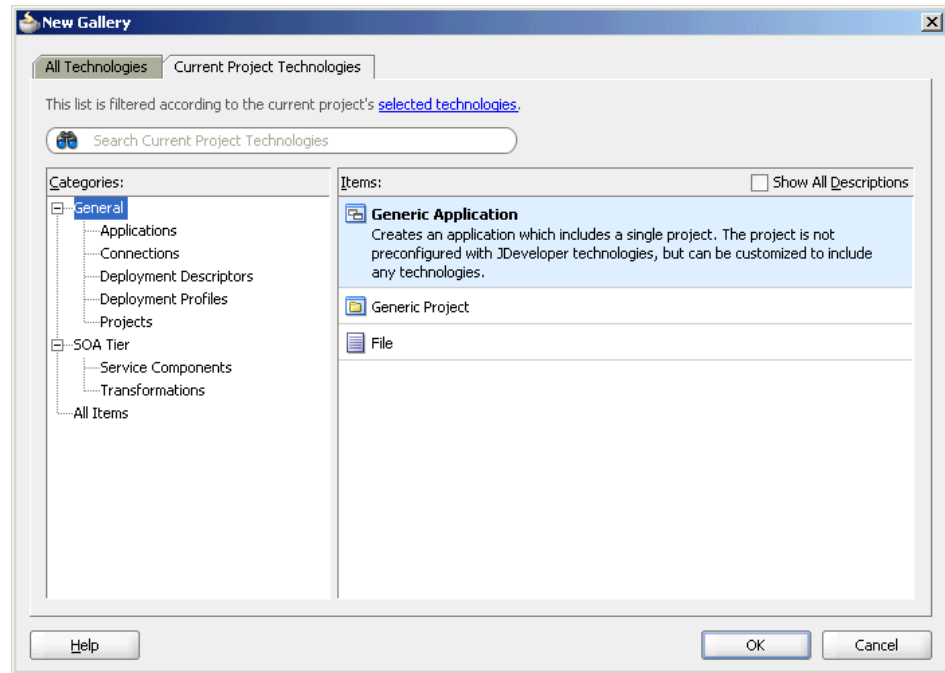 New Gallery
All Technologies
Current Project Technologies
This list is filtered according to the current project's selected technologies.
Search Current Project Technologies
Categories:
General
Applications
Connections
Deployment Descriptors
Deployment Profiles
Projects
SOA Tier
Service Components
Transformations
All Items
Items:
Show All Descriptions
Generic Application
Creates an application which includes a single project. The project is not
preconfigured with JDeveloper technologies, but can be customized to include
any technologies.
Generic Project
File
Help
OK
Cancel